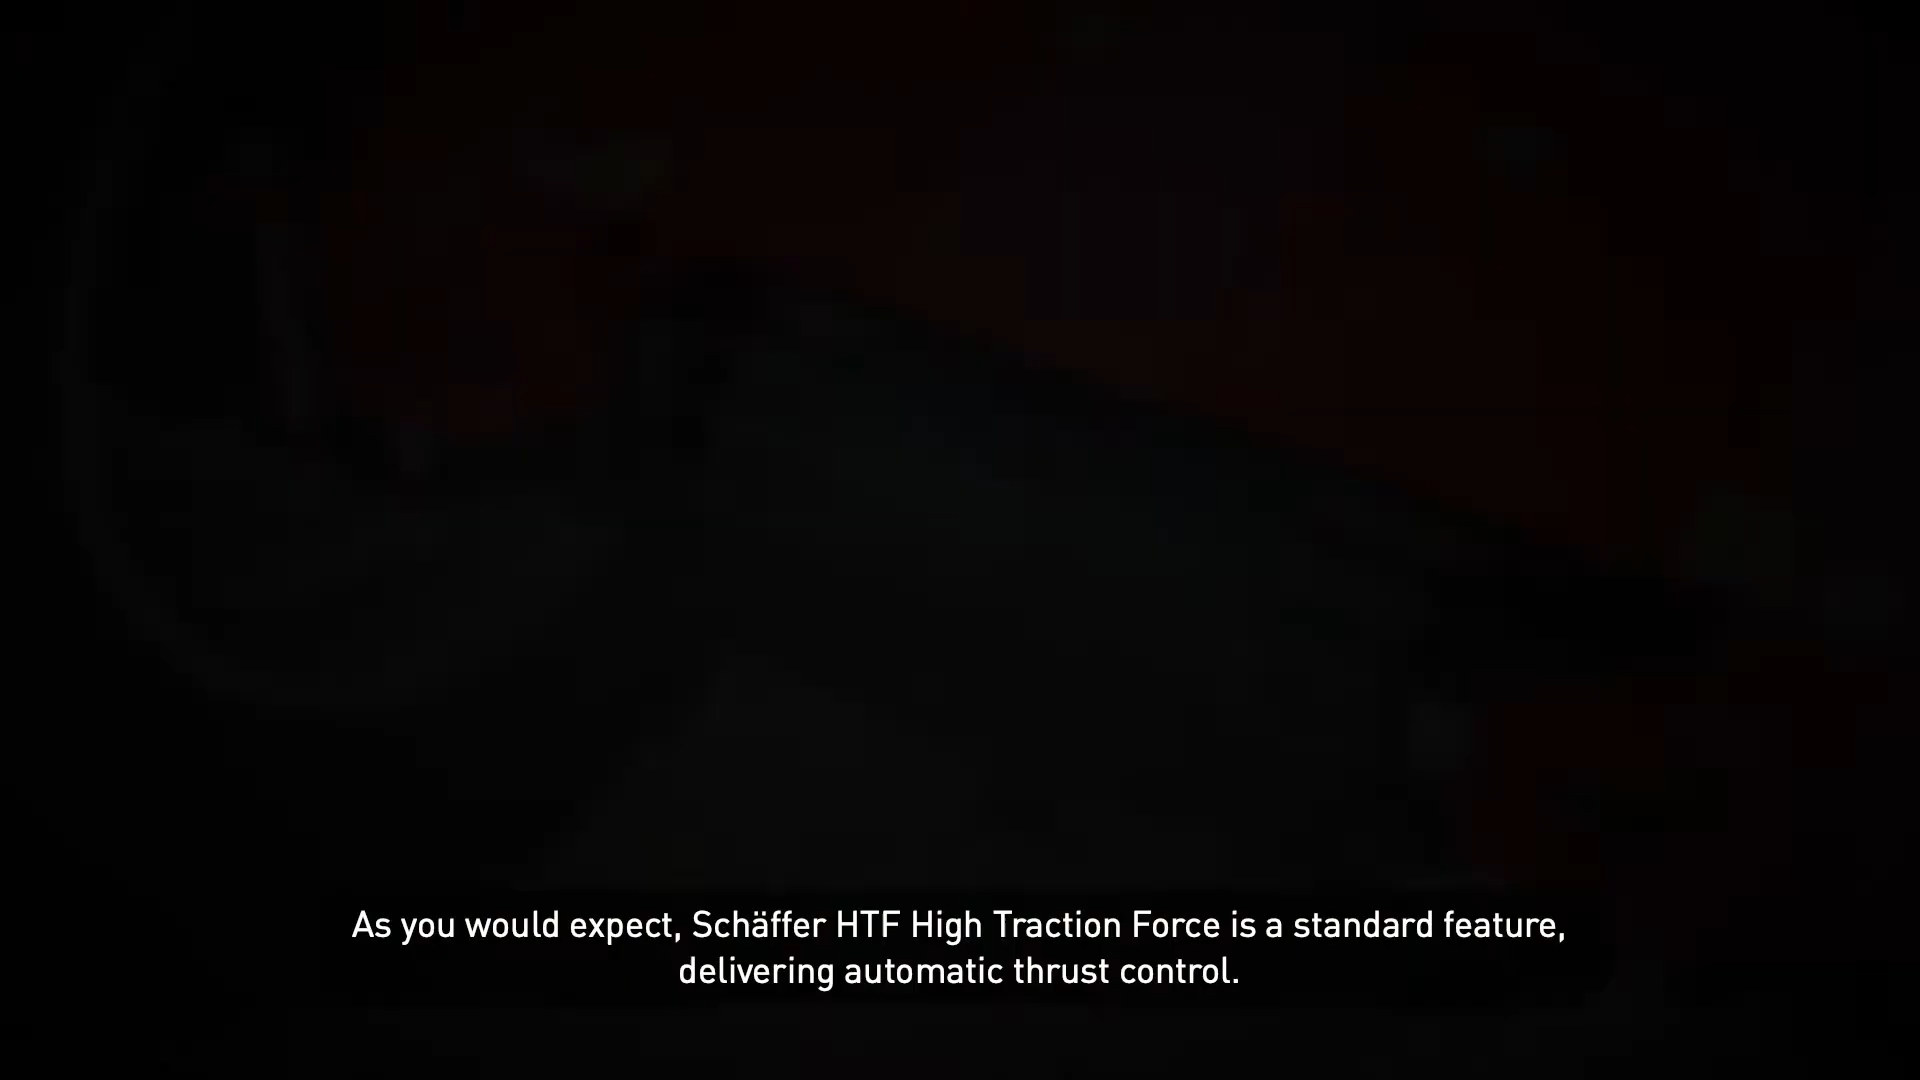 As you would expect, Schäffer HTF High Traction Force is a standard feature,
delivering automatic thrust control.